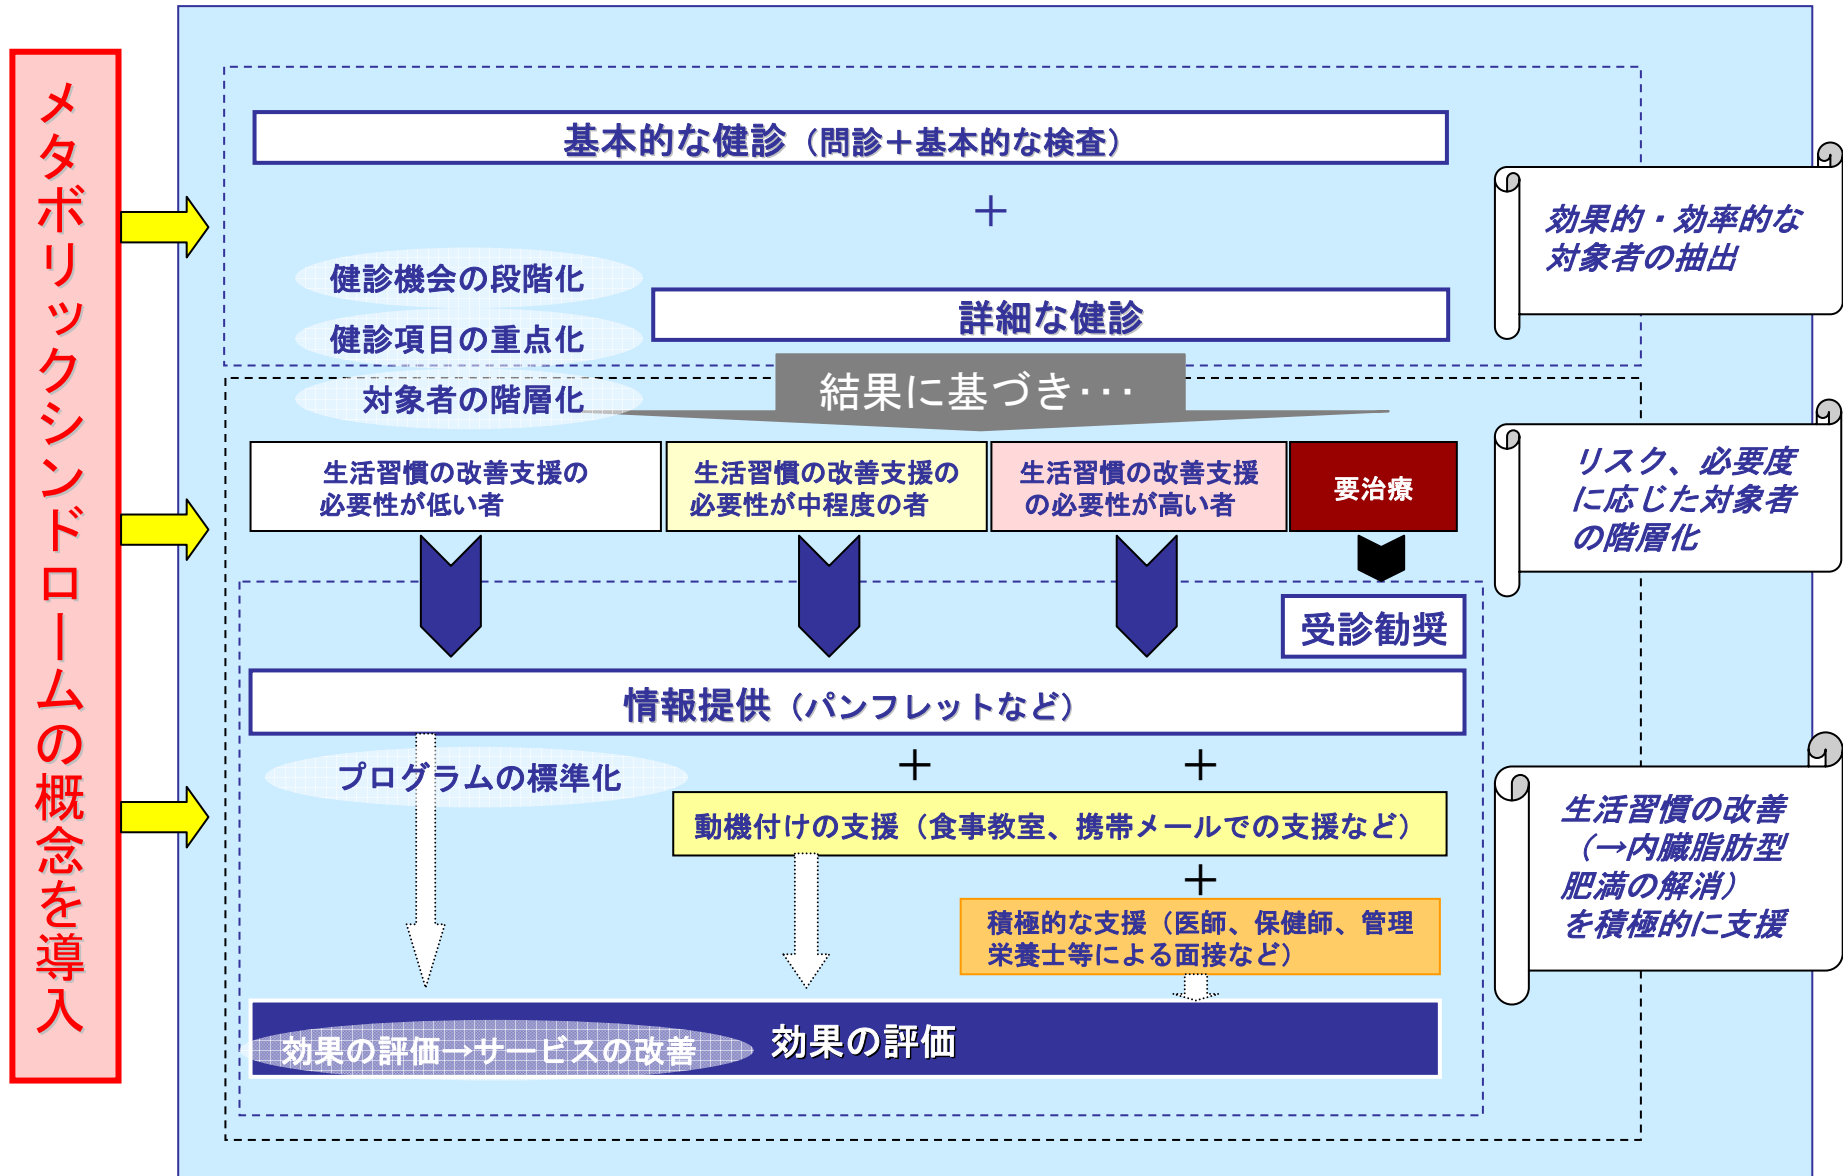 メタボリックシンドロームの概念を導入
基本的な健診（問診＋基本的な検査）
＋
健診機会の段階化
健診項目の重点化
対象者の階層化
詳細な健診
効果的・効率的な
対象者の抽出
結果に基づき･･･
生活習慣の改善支援の
必要性が低い者
生活習慣の改善支援の
必要性が中程度の者
生活習慣の改善支援
の必要性が高い者
要治療
リスク、必要度
に応じた対象者
の階層化
受診勧奨
情報提供（パンフレットなど）
プログラムの標準化
＋
＋
動機付けの支援（食事教室、携帯メールでの支援など）
＋
積極的な支援（医師、保健師、管理
栄養士等による面接など）
生活習慣の改善
（→内臓脂肪型
肥満の解消）
を積極的に支援
効果の評価→サービスの改善
効果の評価